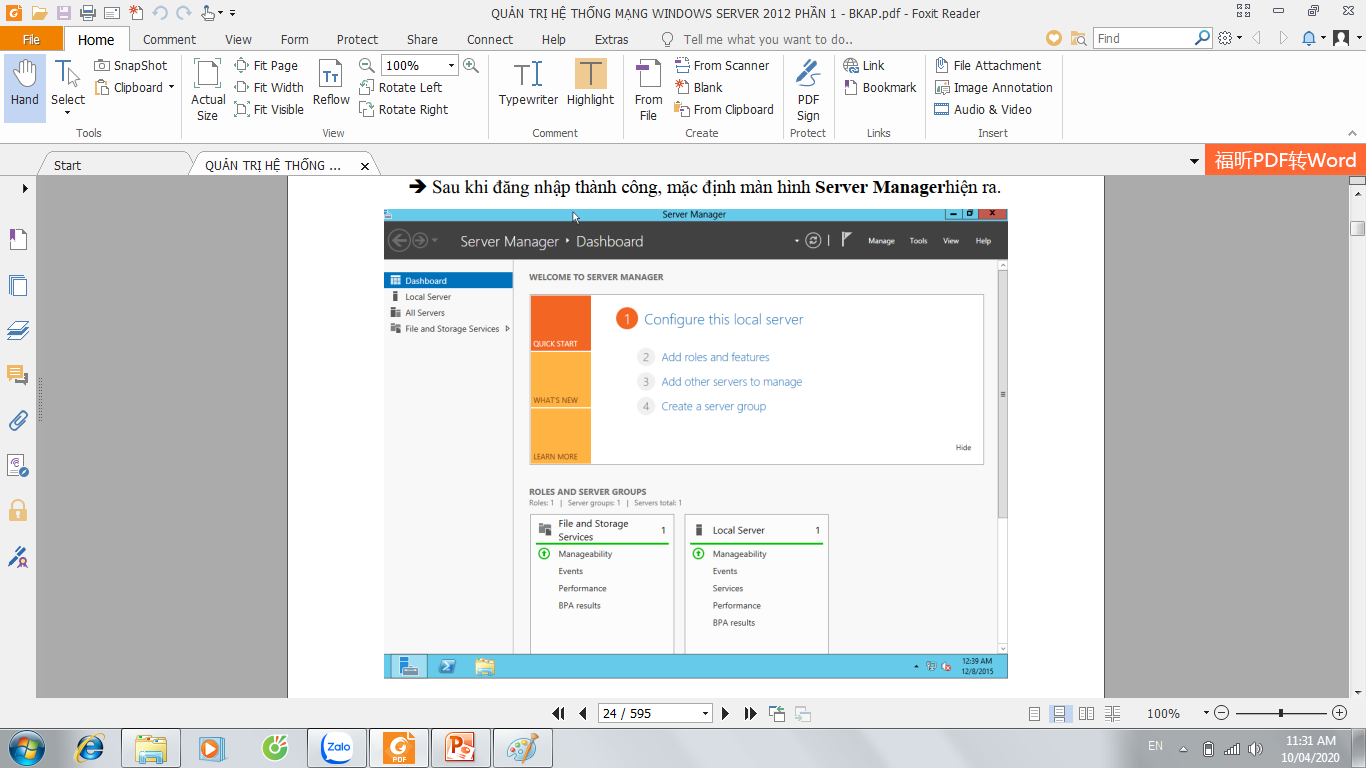 QUẢN TRỊ HỆ THỐNG MẠNG WINDOWS SERVER 2012 PHẦN 1 - BKAP.pdf - Foxit Reader
File Home Comment View Form Protect Share Connect Help Extras Tell me what you want to do.. Find
Hand
Select
SnapShot
Clipboard
Tools
Actual Size
Fit Page
Fit Width
Fit Visible
Reflow
100%
Rotate Left
Rotate Right
View
Typewriter
Highlight
Comment
From File
From Scanner
Blank
From Clipboard
Create
PDF Sign
Protect
Link
Bookmark
Links
File Attachment
Image Annotation
Audio & Video
Insert
Start
QUẢN TRỊ HỆ THỐNG ...
福昕PDF转Word
➔ Sau khi đăng nhập thành công, mặc định màn hình Server Managerhiện ra.
Server Manager
Server Manager ‣ Dashboard
Manage Tools View Help
Dashboard
Local Server
All Servers
File and Storage Services
WELCOME TO SERVER MANAGER
QUICK START
WHAT'S NEW
LEARN MORE
1 Configure this local server
2 Add roles and features
3 Add other servers to manage
4 Create a server group
Hide
ROLES AND SERVER GROUPS
Roles: 1 | Server groups: 1 | Servers total: 1
File and Storage Services 1
Manageability
Events
Performance
BPA results
Local Server 1
Manageability
Events
Services
Performance
BPA results
12:39 AM
12/8/2015
24 / 595
100%
Zalo
PDF
EN
11:31 AM
10/04/2020